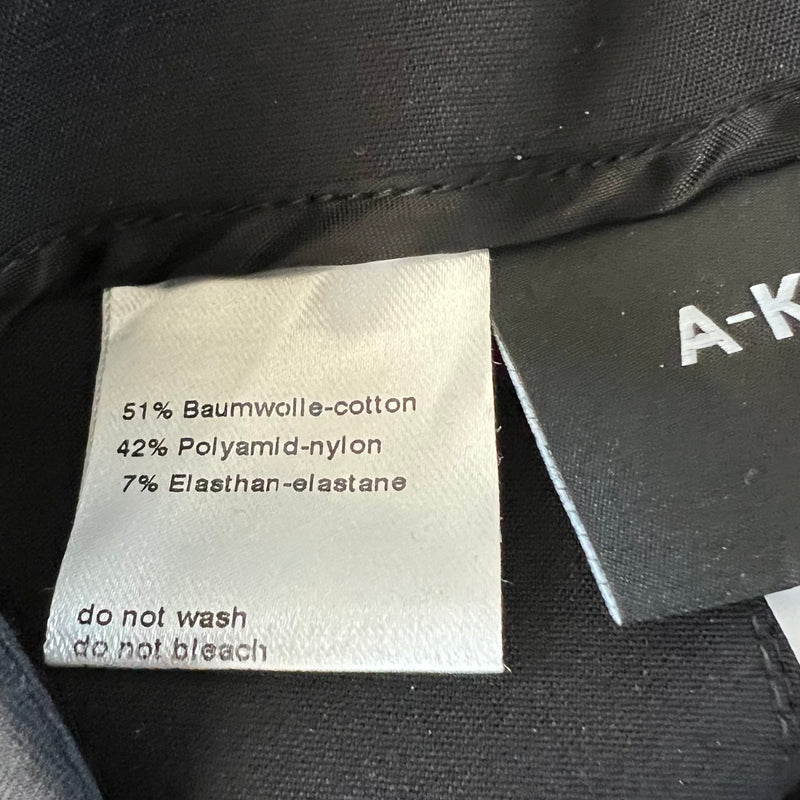 51% Baumwolle-cotton
42% Polyamid-nylon
7% Elasthan-elastane
do not wash
do not bleach
A-K